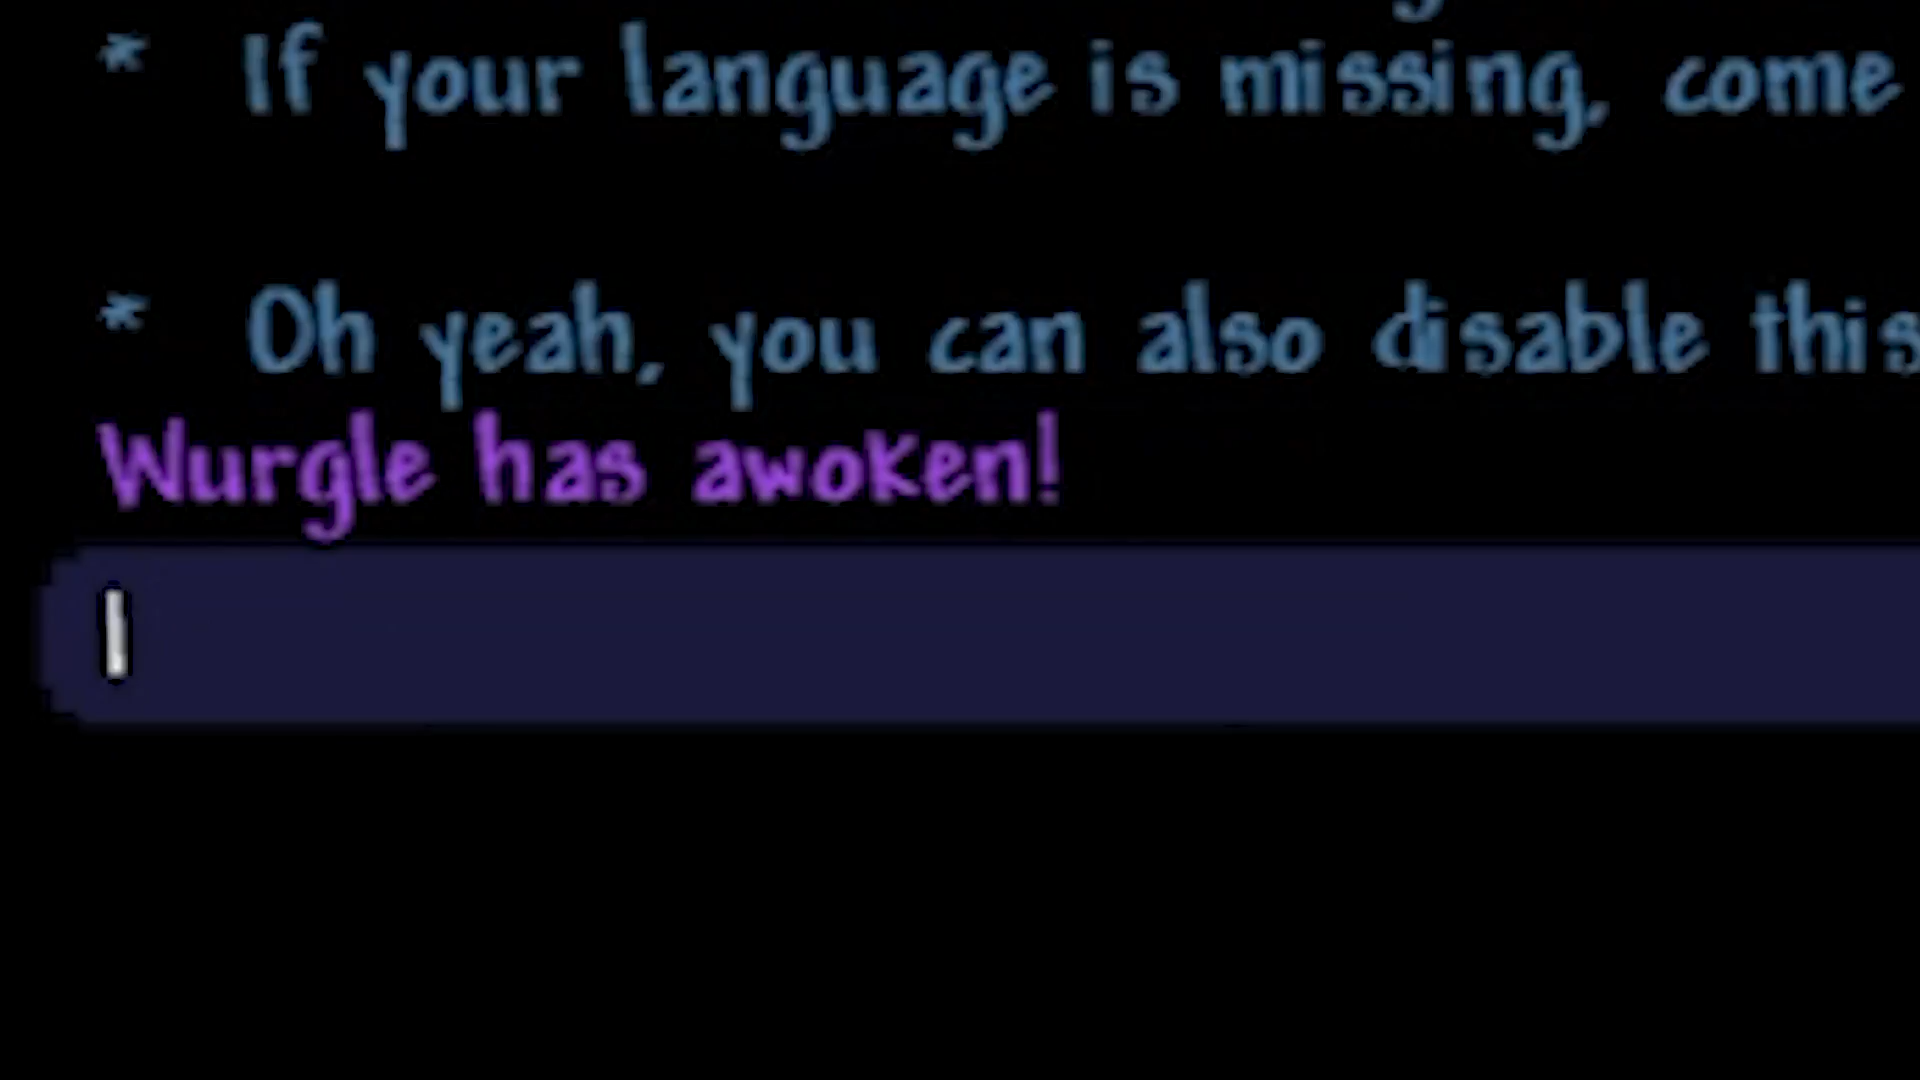 * If your language is missing, come
* Oh yeah, you can also disable this
Wurgle has awoken!